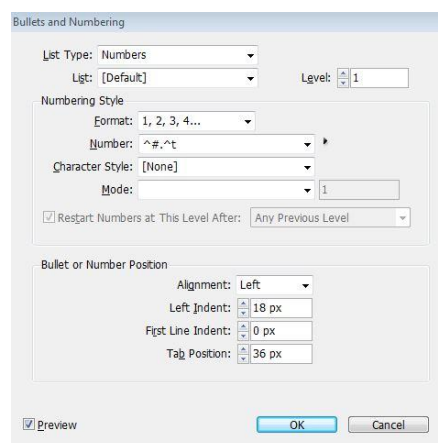 Bullets and Numbering
List Type: Numbers
List: [Default] Level: 1
Numbering Style
Format: 1, 2, 3, 4...
Number: ^#.^t
Character Style: [None]
Mode: 1
Restart Numbers at This Level After: Any Previous Level
Bullet or Number Position
Alignment: Left
Left Indent: 18 px
First Line Indent: 0 px
Tab Position: 36 px
Preview OK Cancel